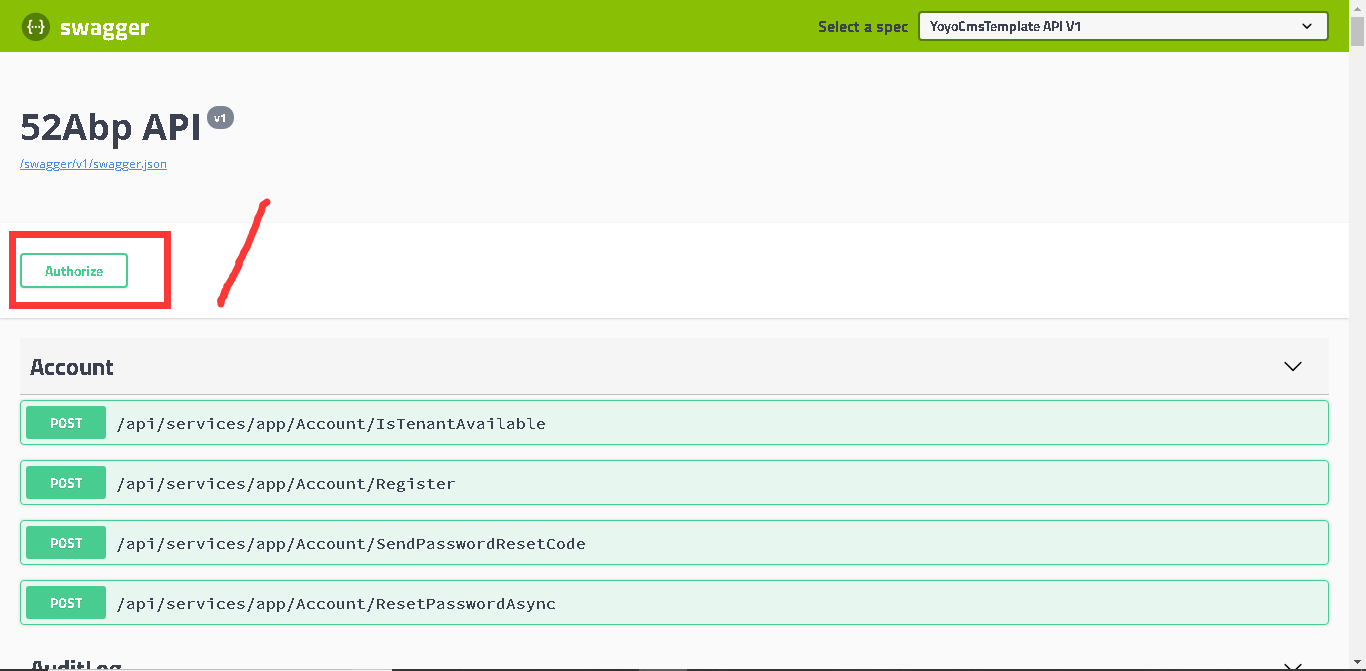 {··} swagger
Select a spec
YoyoCmsTemplate API V1
52Abp API v1
/swagger/v1/swagger.json
Authorize
Account
POST /api/services/app/Account/IsTenantAvailable
POST /api/services/app/Account/Register
POST /api/services/app/Account/SendPasswordResetCode
POST /api/services/app/Account/ResetPasswordAsync
AuditLog